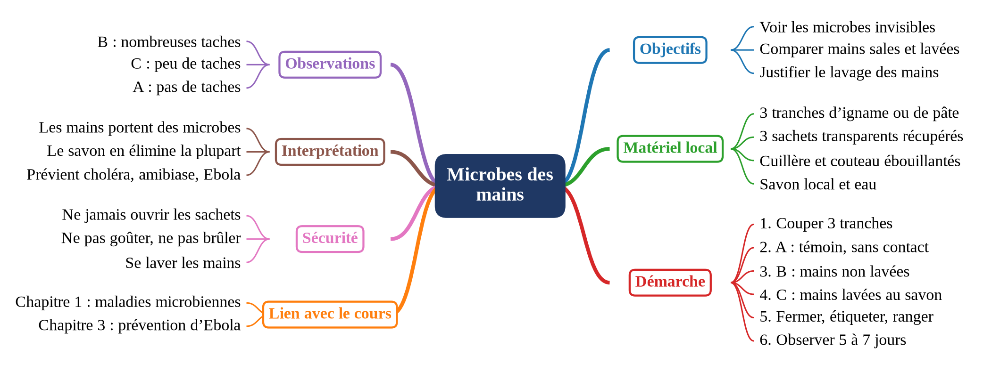 Microbes des
mains
Objectifs
Voir les microbes invisibles
Comparer mains sales et lavées
Justifier le lavage des mains
Matériel local
3 tranches d’igname ou de pâte
3 sachets transparents récupérés
Cuillère et couteau ébouillantés
Savon local et eau
Démarche
1. Couper 3 tranches
2. A : témoin, sans contact
3. B : mains non lavées
4. C : mains lavées au savon
5. Fermer, étiqueter, ranger
6. Observer 5 à 7 jours
Observations
B : nombreuses taches
C : peu de taches
A : pas de taches
Interprétation
Les mains portent des microbes
Le savon en élimine la plupart
Prévient choléra, amibiase, Ebola
Sécurité
Ne jamais ouvrir les sachets
Ne pas goûter, ne pas brûler
Se laver les mains
Lien avec le cours
Chapitre 1 : maladies microbiennes
Chapitre 3 : prévention d’Ebola